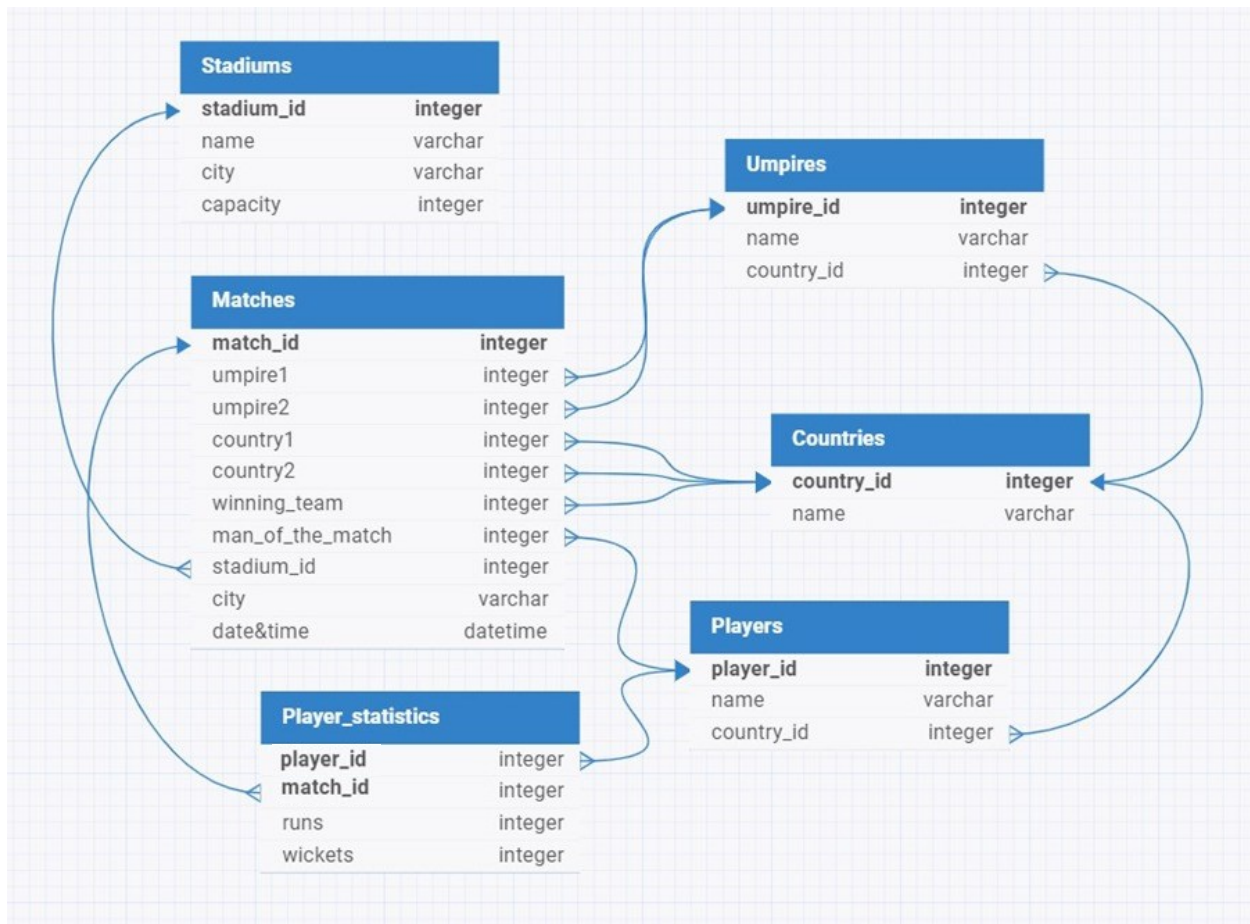 Stadiums
stadium_id integer
name varchar
city varchar
capacity integer
Umpires
umpire_id integer
name varchar
country_id integer
Matches
match_id integer
umpire1 integer
umpire2 integer
country1 integer
country2 integer
winning_team integer
man_of_the_match integer
stadium_id integer
city varchar
date&time datetime
Countries
country_id integer
name varchar
Players
player_id integer
name varchar
country_id integer
Player_statistics
player_id integer
match_id integer
runs integer
wickets integer